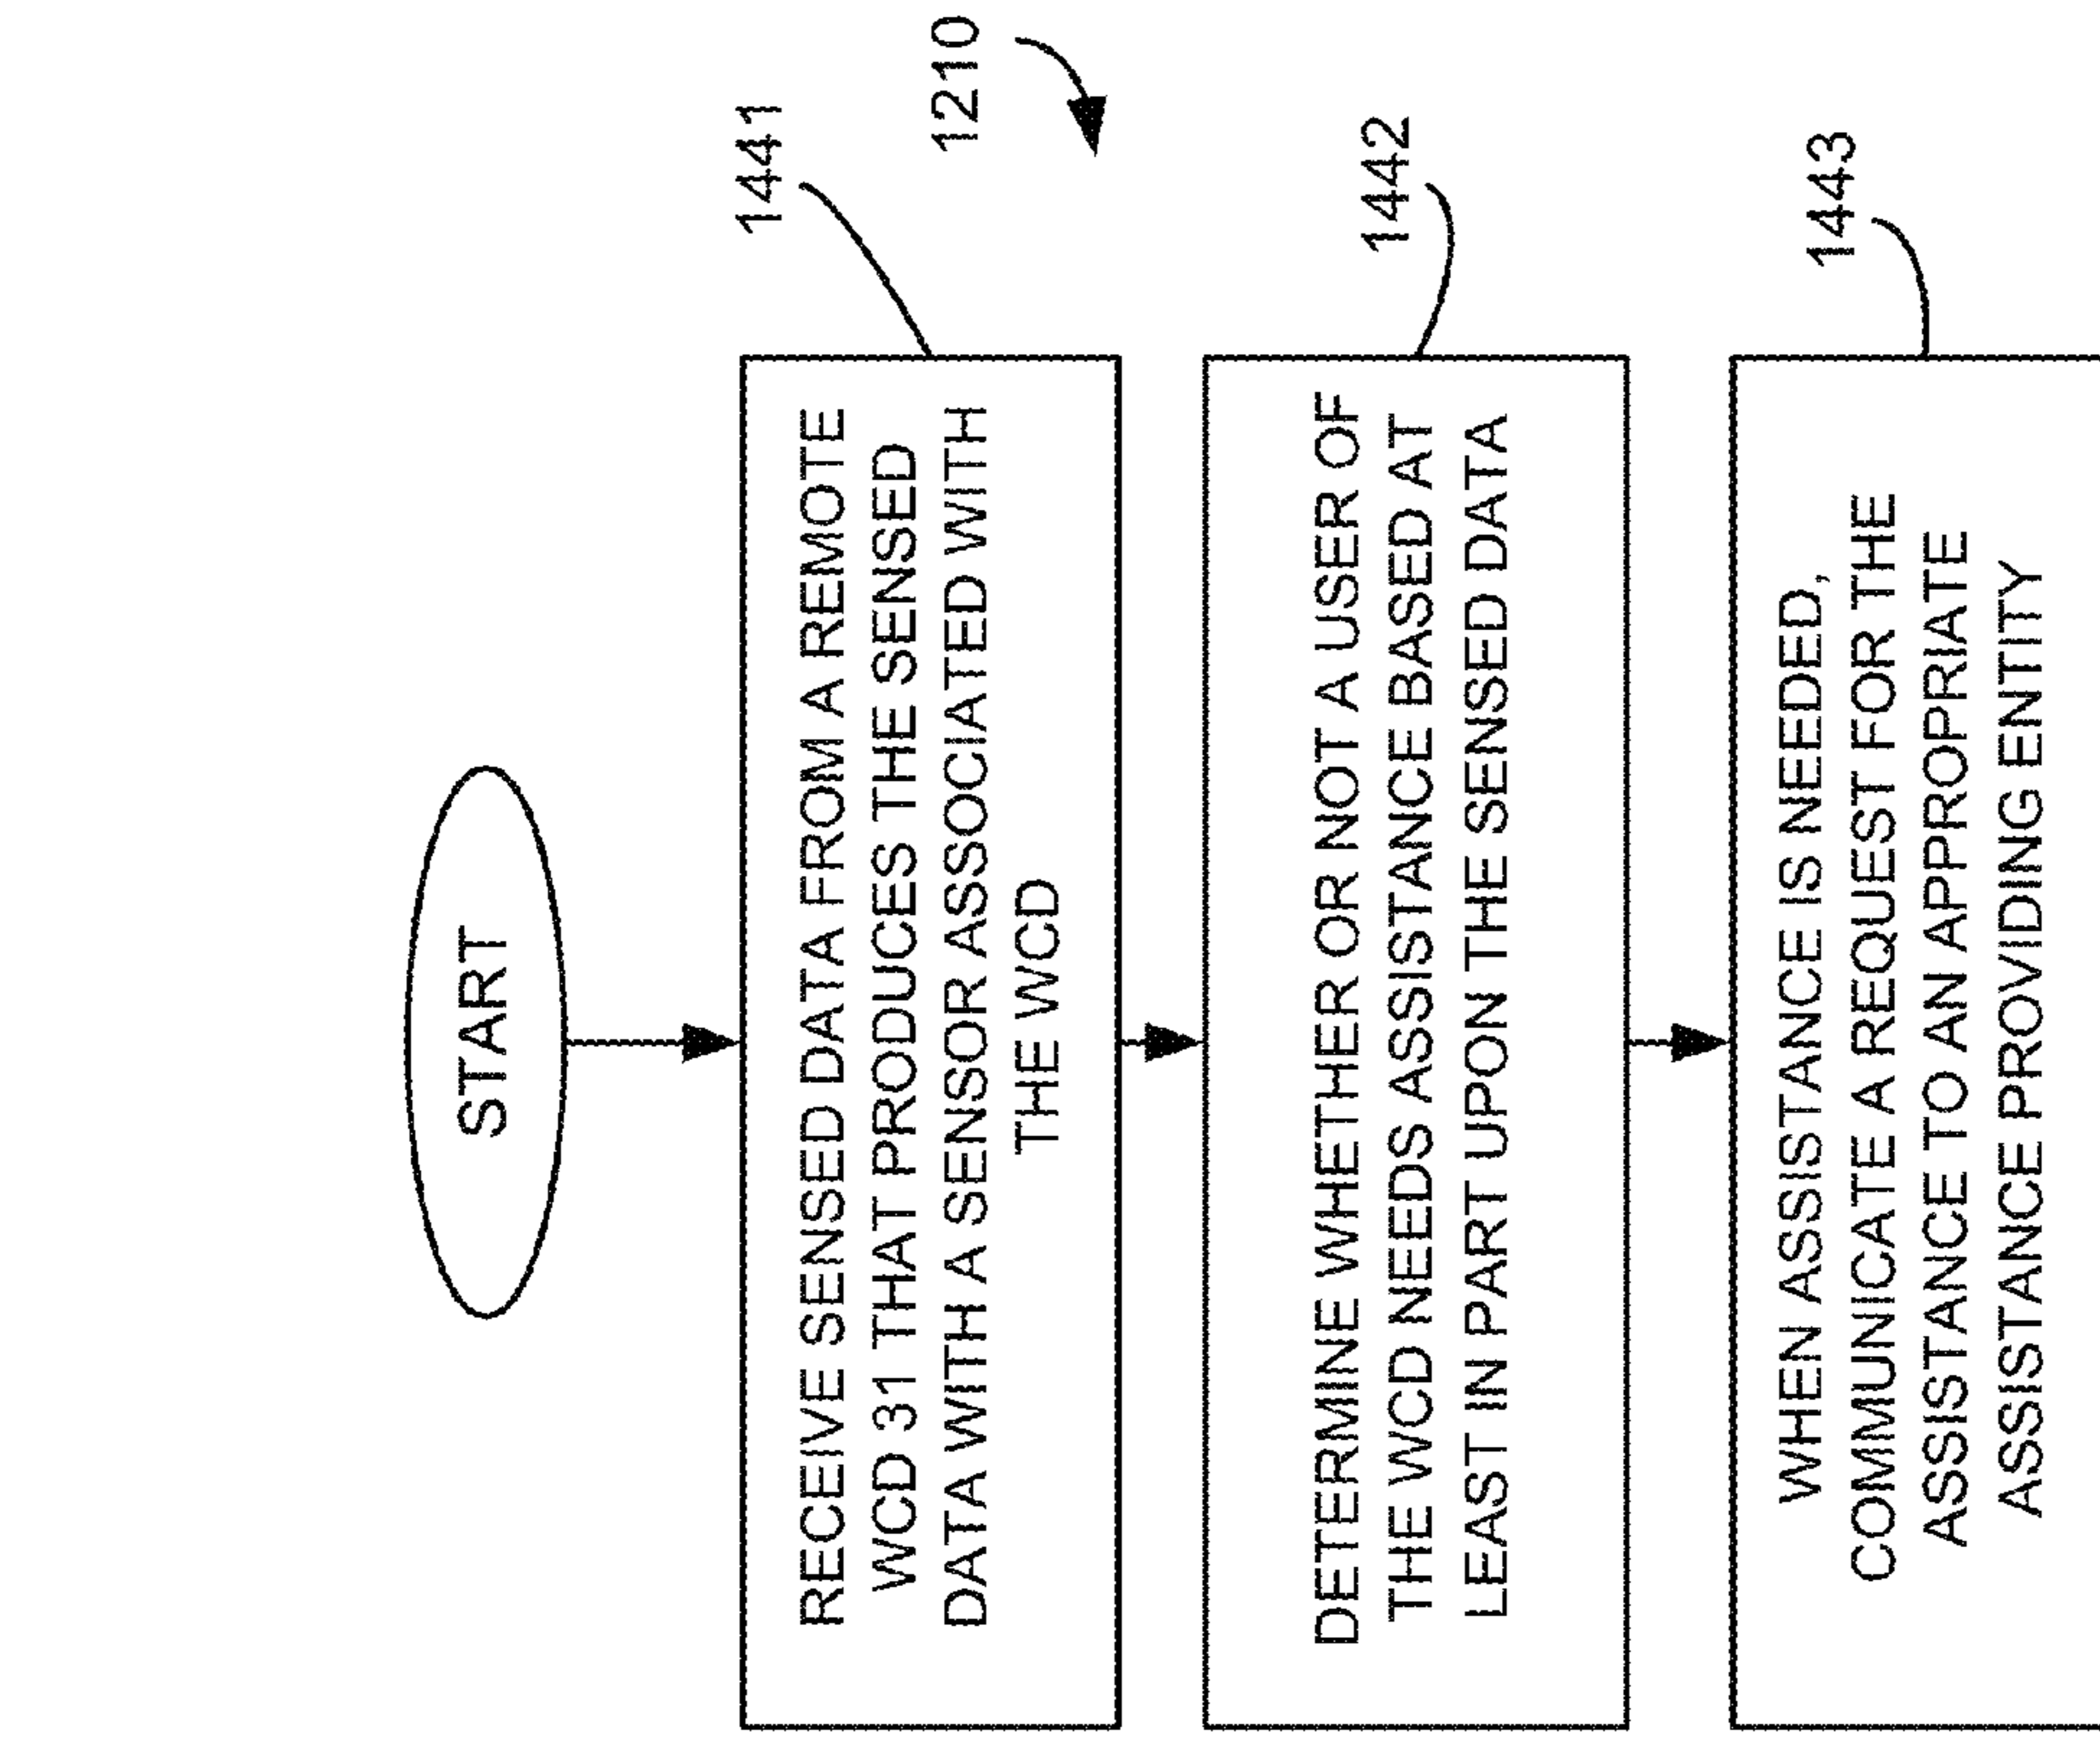 START
1441
1210
RECEIVE SENSED DATA FROM A REMOTE
WCD 31 THAT PRODUCES THE SENSED
DATA WITH A SENSOR ASSOCIATED WITH
THE WCD
1442
DETERMINE WHETHER OR NOT A USER OF
THE WCD NEEDS ASSISTANCE BASED AT
LEAST IN PART UPON THE SENSED DATA
1443
WHEN ASSISTANCE IS NEEDED,
COMMUNICATE A REQUEST FOR THE
ASSISTANCE TO AN APPROPRIATE
ASSISTANCE PROVIDING ENTITY